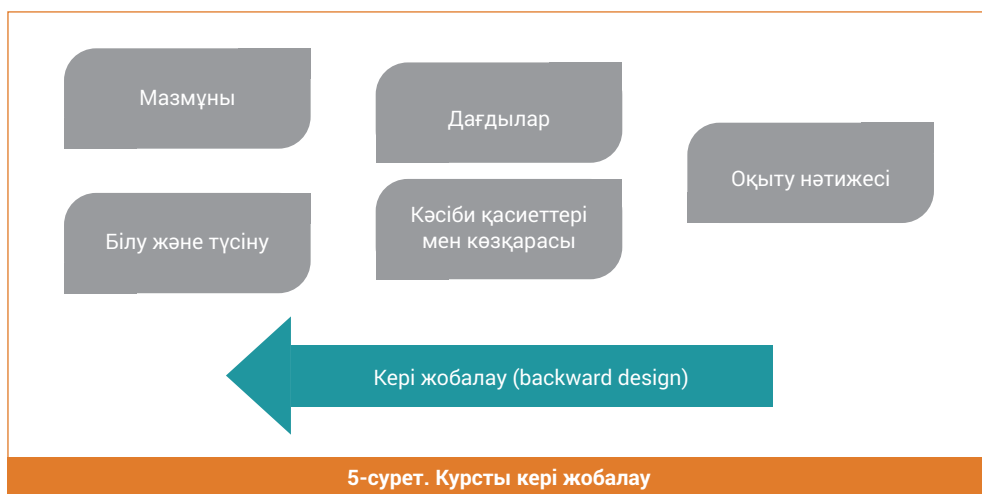 Мазмұны
Дағдылар
Оқыту нәтижесі
Білу және түсіну
Кәсіби қасиеттері
мен көзқарасы
Кері жобалау (backward design)
5-сурет. Курсты кері жобалау